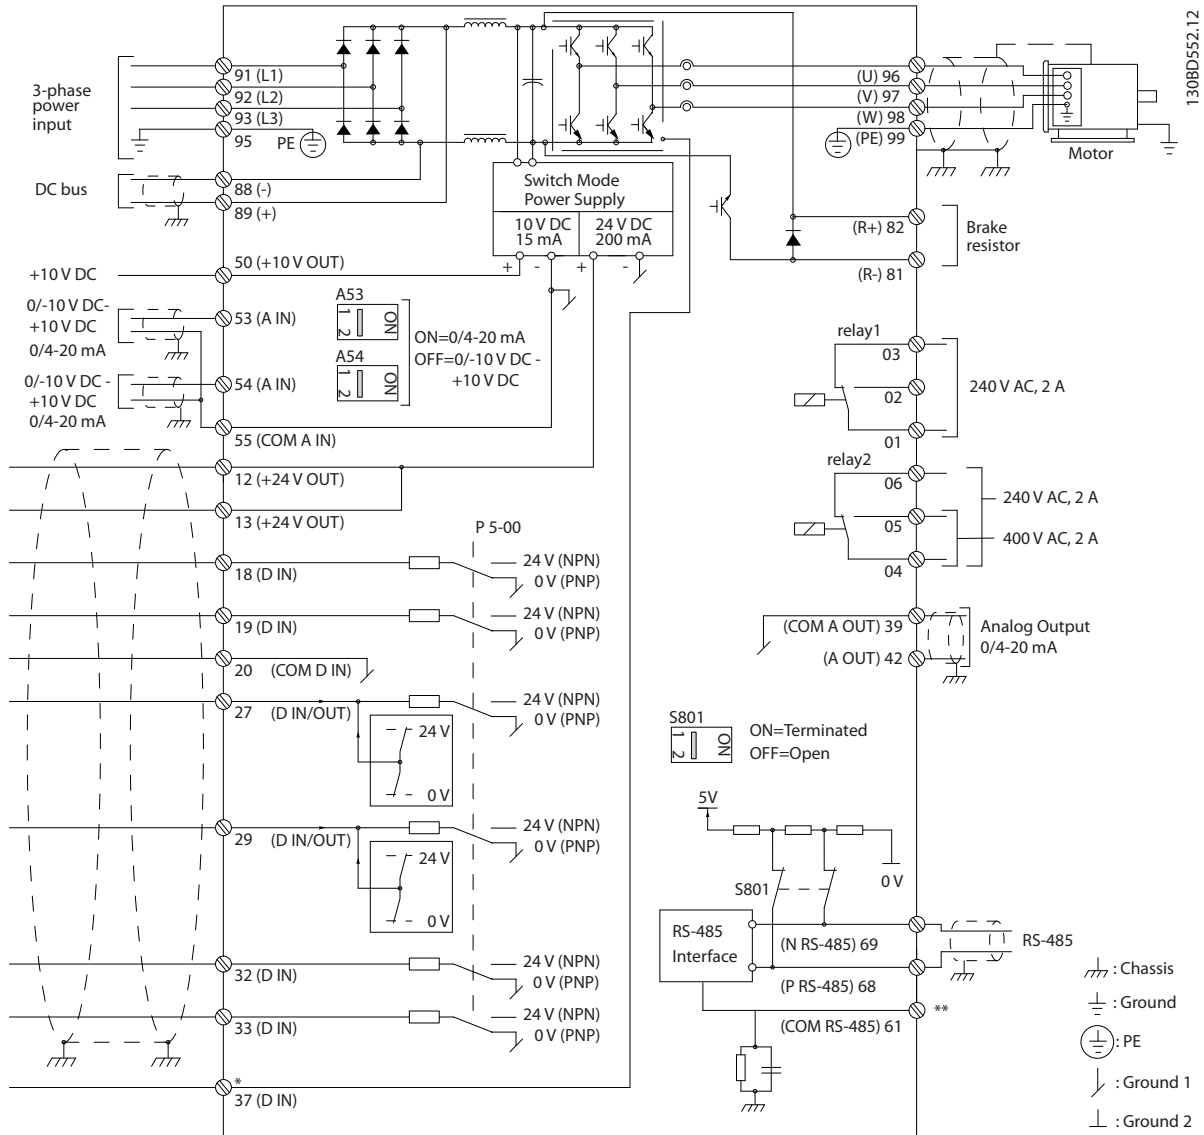 130BD552.12
3-phase
power
input
91 (L1)
92 (L2)
93 (L3)
95
PE
DC bus
88 (-)
89 (+)
Switch Mode
Power Supply
10 V DC
15 mA
24 V DC
200 mA
+ - + -
(U) 96
(V) 97
(W) 98
(PE) 99
Motor
(R+) 82
Brake
resistor
(R-) 81
+10 V DC
50 (+10 V OUT)
0/-10 V DC-
+10 V DC
0/4-20 mA
53 (A IN)
A53
1 2
ON
ON=0/4-20 mA
OFF=0/-10 V DC -
+10 V DC
A54
1 2
ON
0/-10 V DC -
+10 V DC
0/4-20 mA
54 (A IN)
55 (COM A IN)
12 (+24 V OUT)
13 (+24 V OUT)
relay1
03
02
01
240 V AC, 2 A
relay2
06
05
04
240 V AC, 2 A
400 V AC, 2 A
P 5-00
18 (D IN)
24 V (NPN)
0 V (PNP)
19 (D IN)
24 V (NPN)
0 V (PNP)
20 (COM D IN)
27 (D IN/OUT)
24 V (NPN)
0 V (PNP)
24 V
0 V
29 (D IN/OUT)
24 V (NPN)
0 V (PNP)
24 V
0 V
32 (D IN)
24 V (NPN)
0 V (PNP)
33 (D IN)
24 V (NPN)
0 V (PNP)
*
37 (D IN)
(COM A OUT) 39
(A OUT) 42
Analog Output
0/4-20 mA
S801
1 2
ON
ON=Terminated
OFF=Open
5V
S801
0 V
RS-485
Interface
(N RS-485) 69
(P RS-485) 68
(COM RS-485) 61
RS-485
**
: Chassis
: Ground
: PE
: Ground 1
: Ground 2